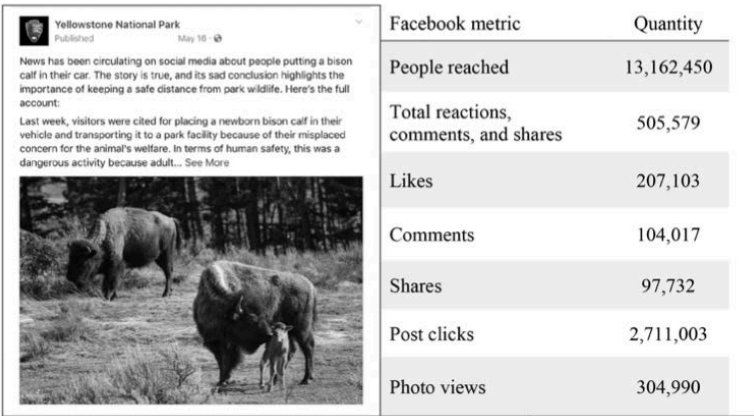 Yellowstone National Park
Published May 16 ·
News has been circulating on social media about people putting a bison
calf in their car. The story is true, and its sad conclusion highlights the
importance of keeping a safe distance from park wildlife. Here's the full
account:
Last week, visitors were cited for placing a newborn bison calf in their
vehicle and transporting it to a park facility because of their misplaced
concern for the animal's welfare. In terms of human safety, this was a
dangerous activity because adult... See More
Facebook metric Quantity
People reached 13,162,450
Total reactions,
comments, and shares 505,579
Likes 207,103
Comments 104,017
Shares 97,732
Post clicks 2,711,003
Photo views 304,990